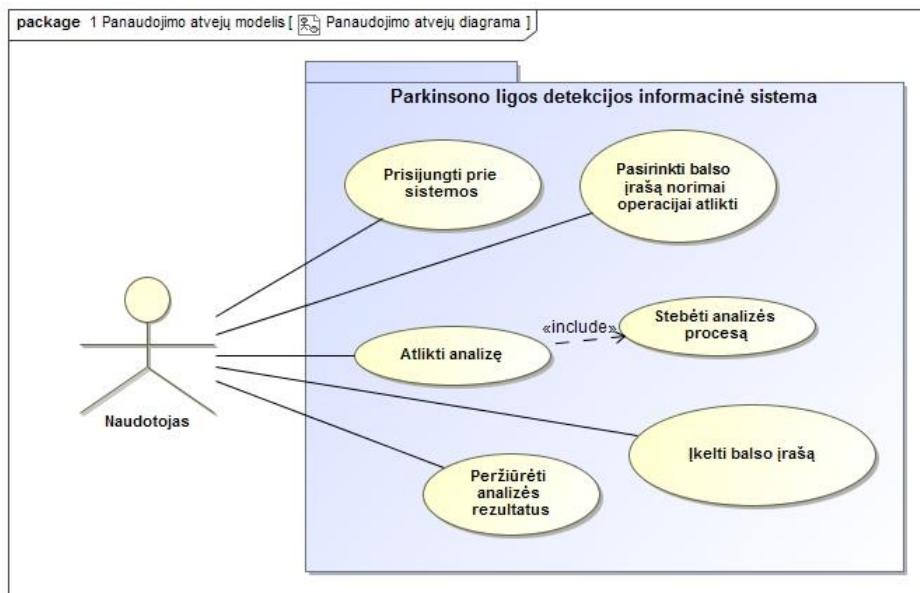 package 1 Panaudojimo atvejų modelis [ Panaudojimo atvejų diagrama ]
Parkinsono ligos detekcijos informacinė sistema
Prisijungti prie
sistemos
Pasirinkti balso
įrašą norimai
operacijai atlikti
«include»
Stebėti analizės
procesą
Atlikti analizę
Naudotojas
Įkelti balso įrašą
Peržiūrėti
analizės
rezultatus